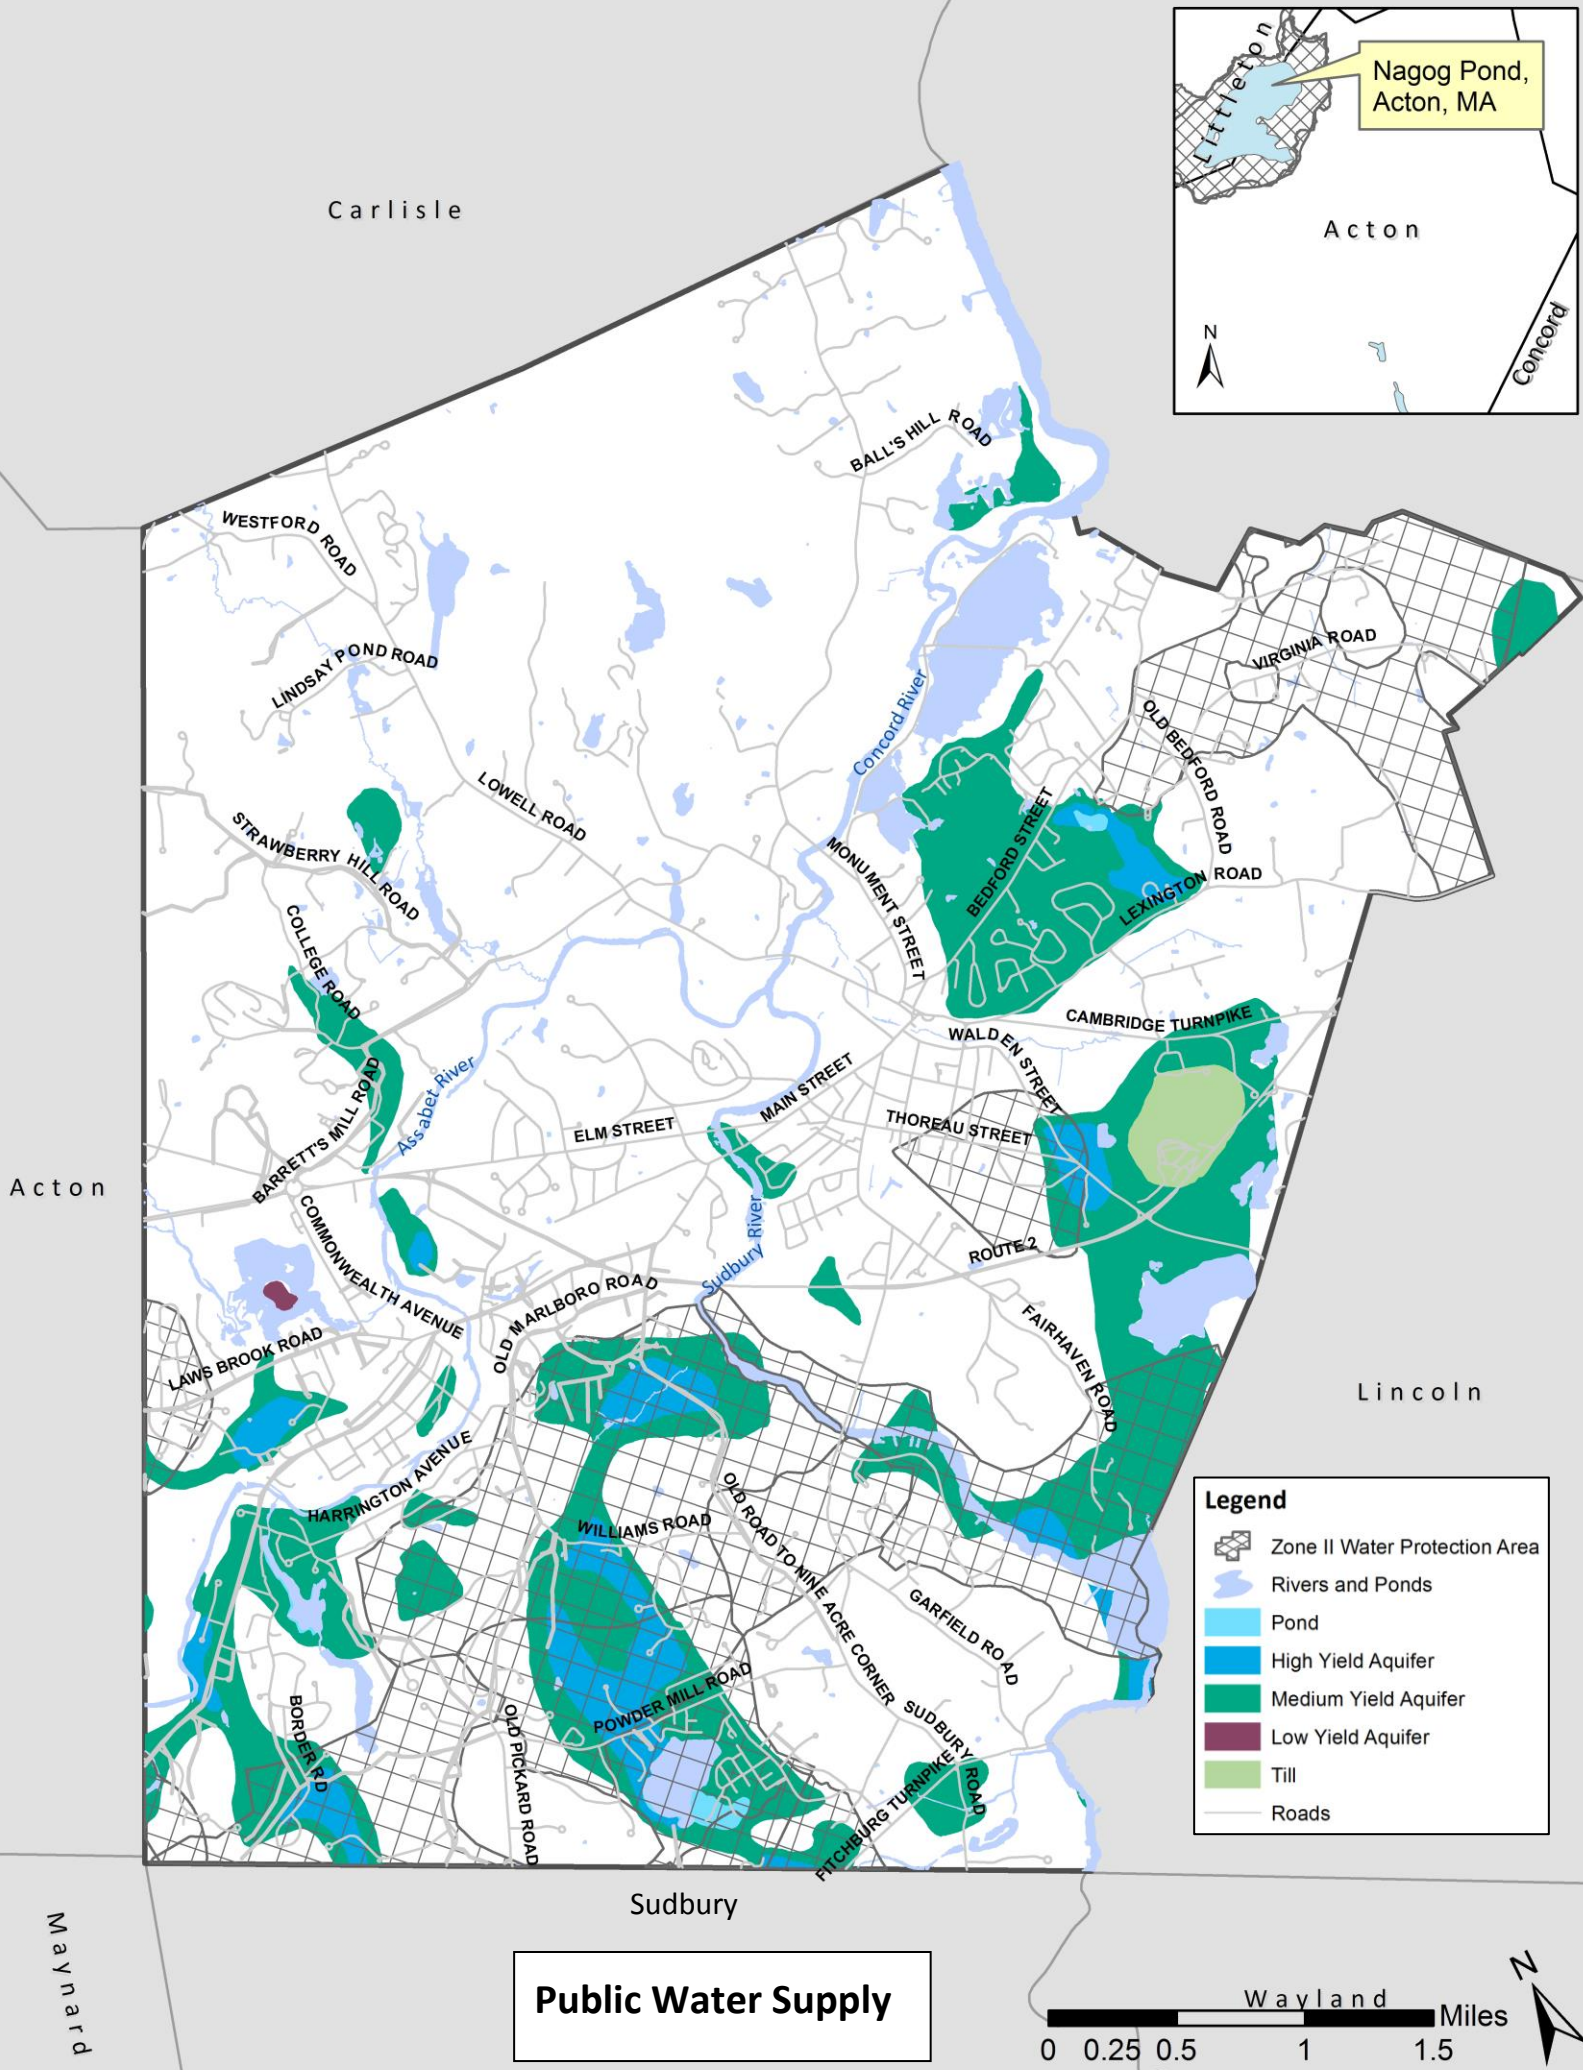 Littleton
Nagog Pond,
Acton, MA
Acton
N
Concord
Carlisle
BALL'S HILL ROAD
WESTFORD ROAD
LINDSAY POND ROAD
VIRGINIA ROAD
Concord River
OLD BEDFORD ROAD
LOWELL ROAD
STRAWBERRY HILL ROAD
MONUMENT STREET
BEDFORD STREET
LEXINGTON ROAD
COLLEGE ROAD
CAMBRIDGE TURNPIKE
WALDEN STREET
BARRETT'S MILL ROAD
Assabet River
MAIN STREET
ELM STREET
THOREAU STREET
Acton
COMMONWEALTH AVENUE
Sudbury River
ROUTE 2
OLD MARLBORO ROAD
FAIRHAVEN ROAD
LAWS BROOK ROAD
Lincoln
HARRINGTON AVENUE
WILLIAMS ROAD
OLD ROAD TO NINE ACRE CORNER
GARFIELD ROAD
POWDER MILL ROAD
BORDER RD
OLD PICKARD ROAD
SUDBURY ROAD
FITCHBURG TURNPIKE
Legend
Zone II Water Protection Area
Rivers and Ponds
Pond
High Yield Aquifer
Medium Yield Aquifer
Low Yield Aquifer
Till
Roads
Sudbury
Maynard
Public Water Supply
Wayland
N
Miles
0 0.25 0.5 1 1.5